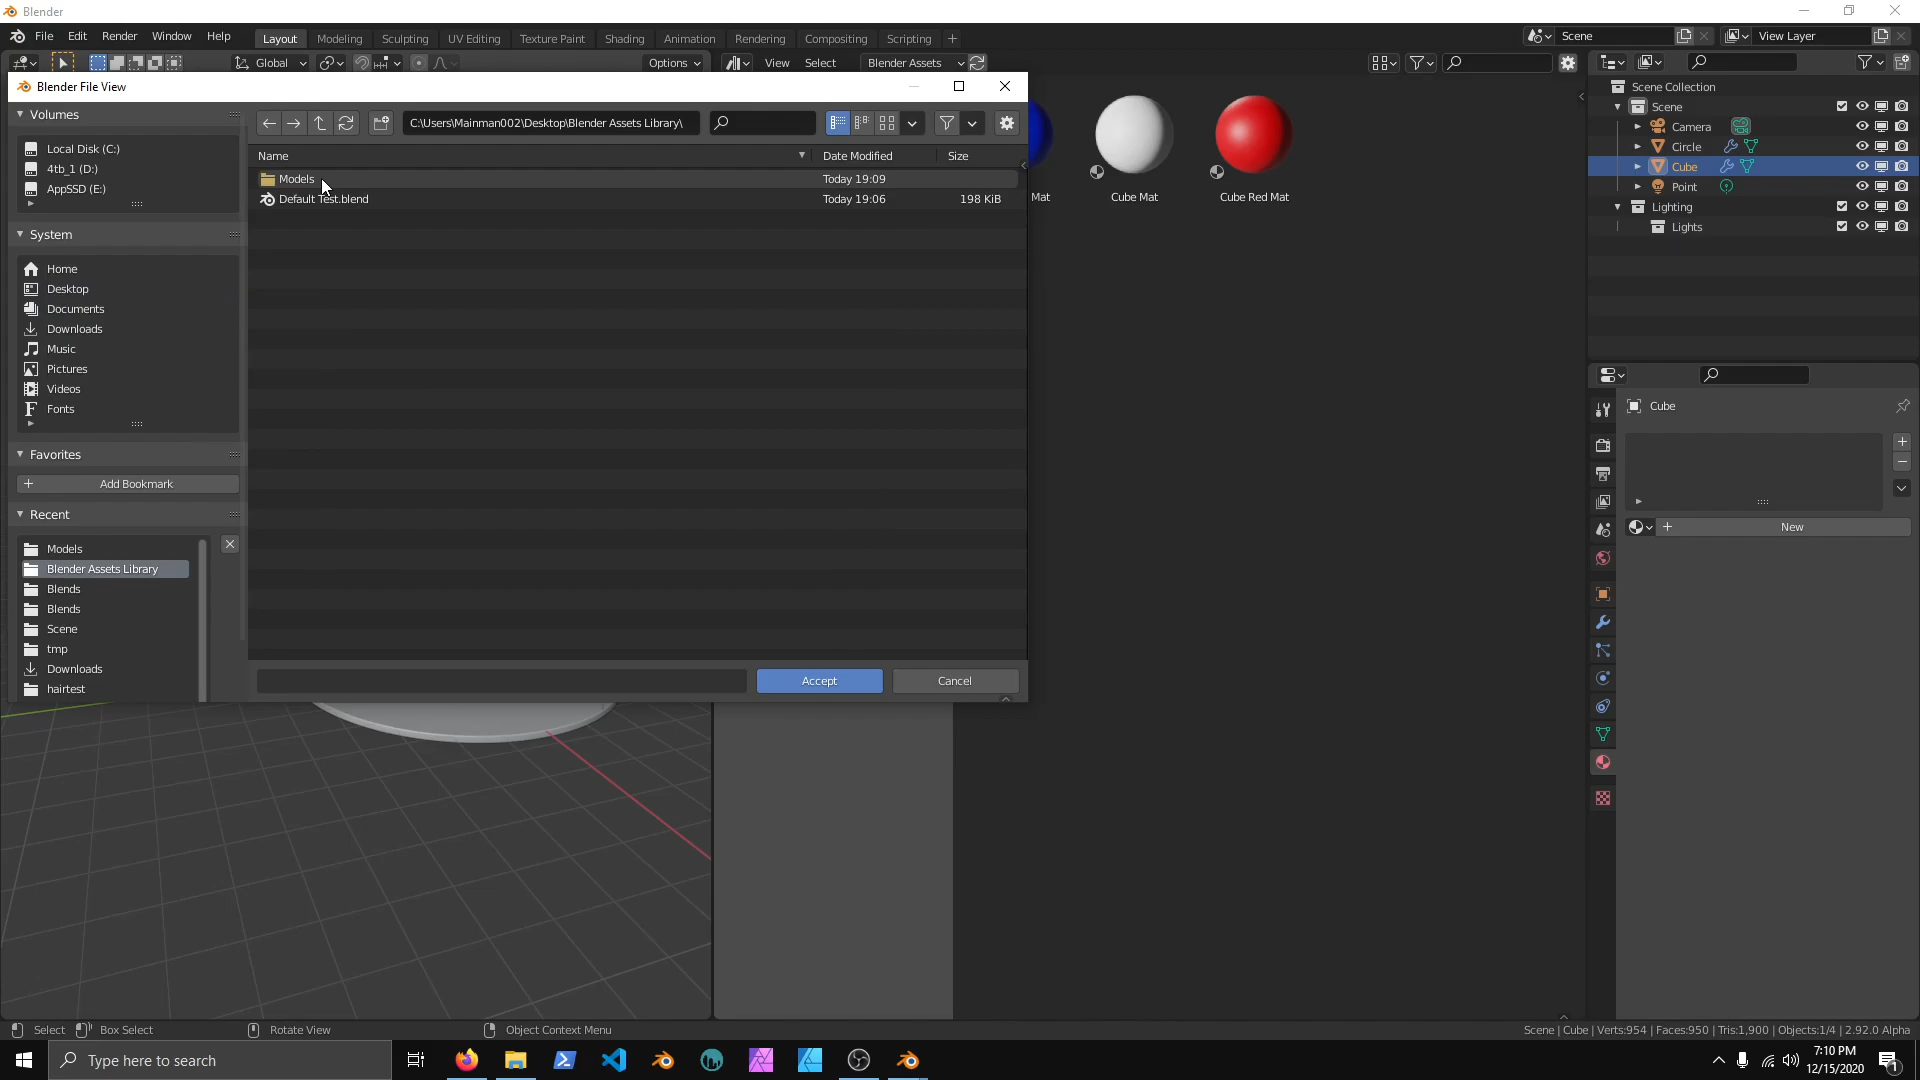 Blender
File Edit Render Window Help
Layout Modeling Sculpting UV Editing Texture Paint Shading Animation Rendering Compositing Scripting
Scene
View Layer
Global
Options
View Select Blender Assets
Blender File View
Volumes
Local Disk (C:)
4tb_1 (D:)
AppSSD (E:)
System
Home
Desktop
Documents
Downloads
Music
Pictures
Videos
Fonts
Favorites
Add Bookmark
Recent
Models
Blender Assets Library
Blends
Blends
Scene
tmp
Downloads
hairtest
C:\Users\Mainman002\Desktop\Blender Assets Library\
Name Date Modified Size
Models Today 19:09
Default Test.blend Today 19:06 198 KiB
Accept Cancel
Mat Cube Mat Cube Red Mat
Scene Collection
Scene
Camera
Circle
Cube
Point
Lighting
Lights
Cube
New
Select Box Select Rotate View Object Context Menu
Scene | Cube | Verts:954 | Faces:950 | Tris:1,900 | Objects:1/4 | 2.92.0 Alpha
Type here to search
7:10 PM
12/15/2020
1